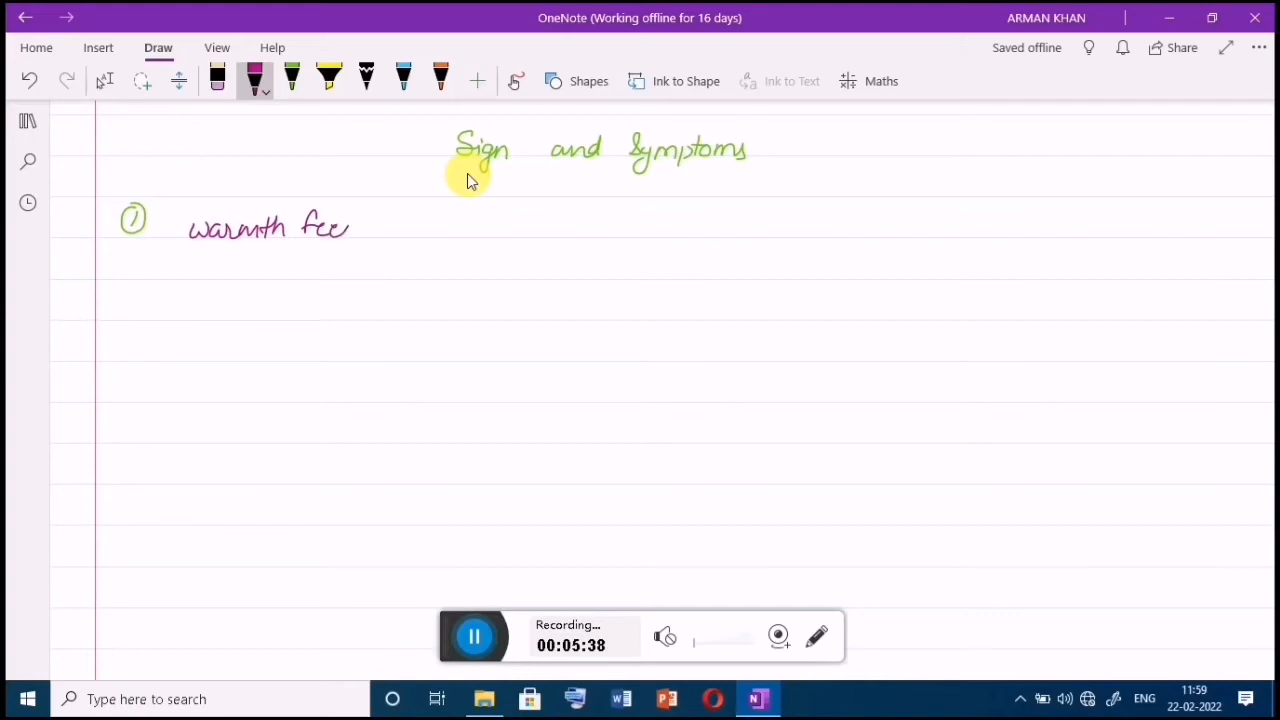 OneNote (Working offline for 16 days)
ARMAN KHAN
Home Insert Draw View Help
Saved offline
Share
Shapes
Ink to Shape
Ink to Text
Maths
Sign and Symptoms
① warmth fee
Recording...
00:05:38
Type here to search
ENG
11:59
22-02-2022